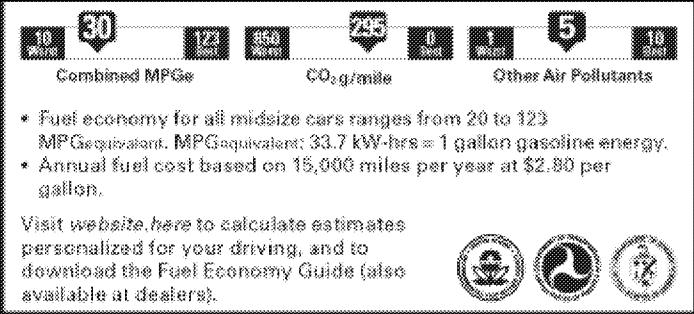 30
10
Worst
123
Best
Combined MPGe
295
650
Worst
0
Best
CO₂ g/mile
5
1
Worst
10
Best
Other Air Pollutants
• Fuel economy for all midsize cars ranges from 20 to 123
MPGequivalent. MPGequivalent: 33.7 kW-hrs = 1 gallon gasoline energy.
• Annual fuel cost based on 15,000 miles per year at $2.80 per
gallon.
Visit website.here to calculate estimates
personalized for your driving, and to
download the Fuel Economy Guide (also
available at dealers).